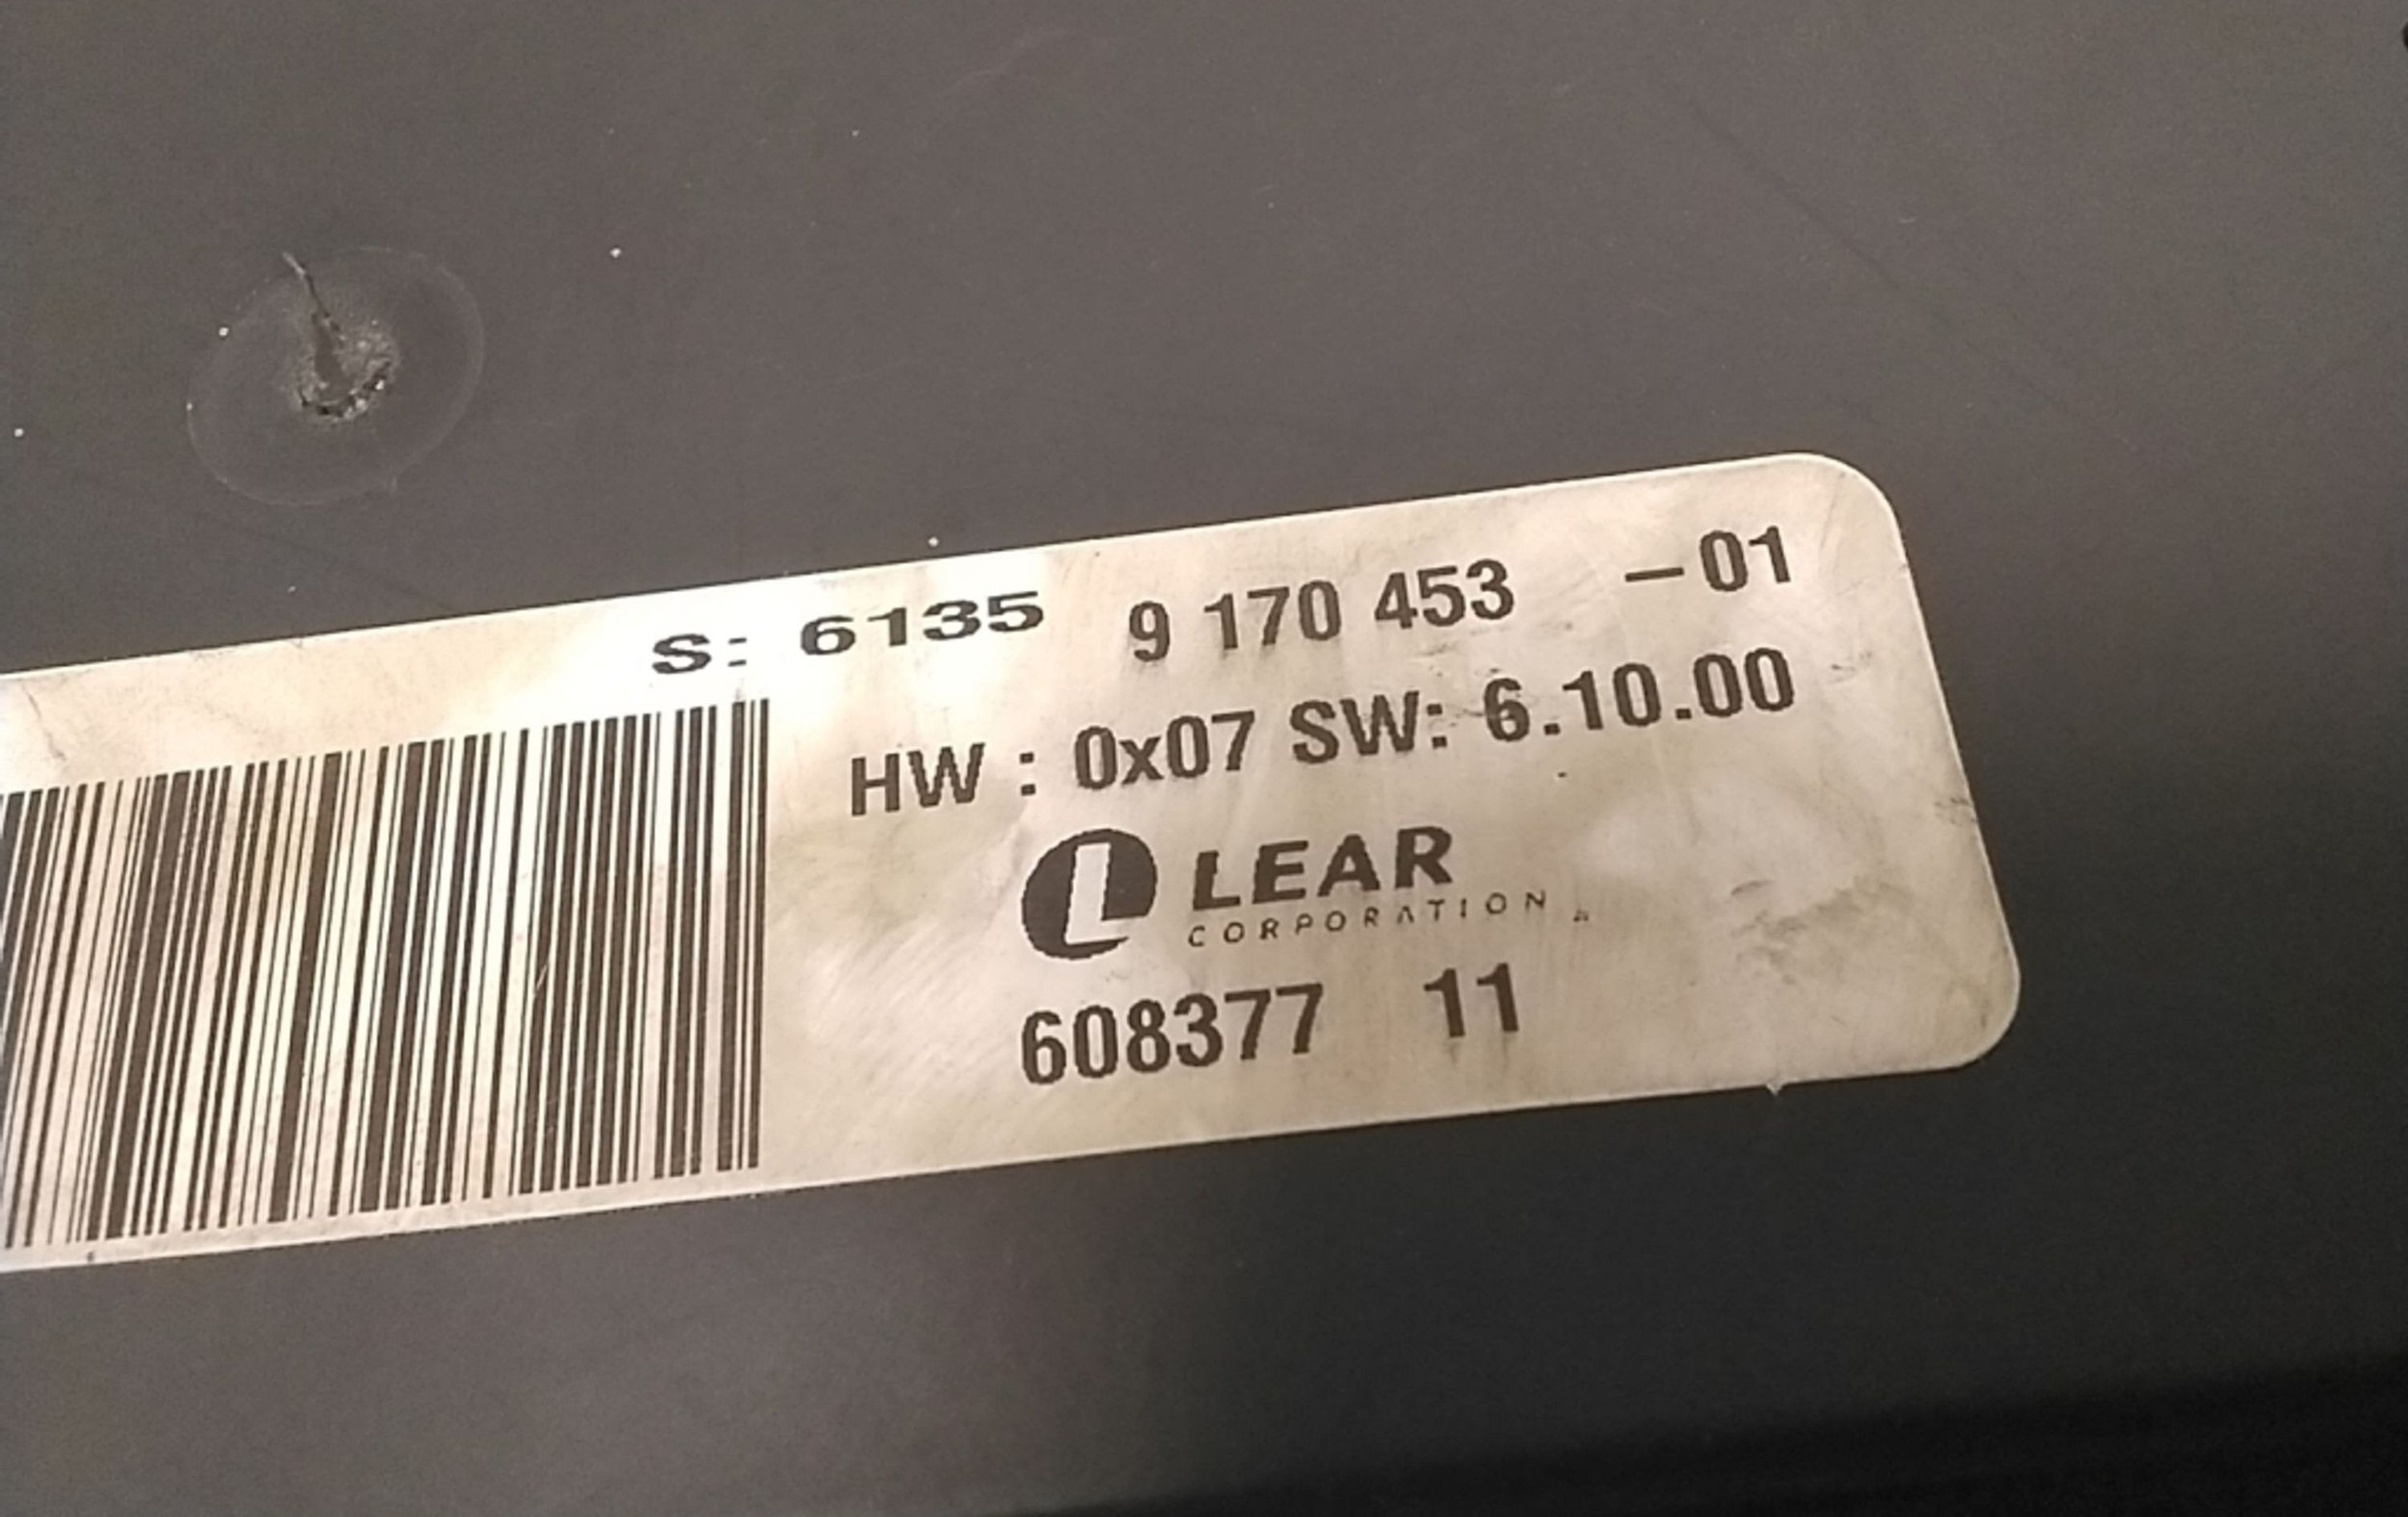 S: 6135 9 170 453 -01
HW : 0x07 SW: 6.10.00
L LEAR
CORPORATION
608377 11